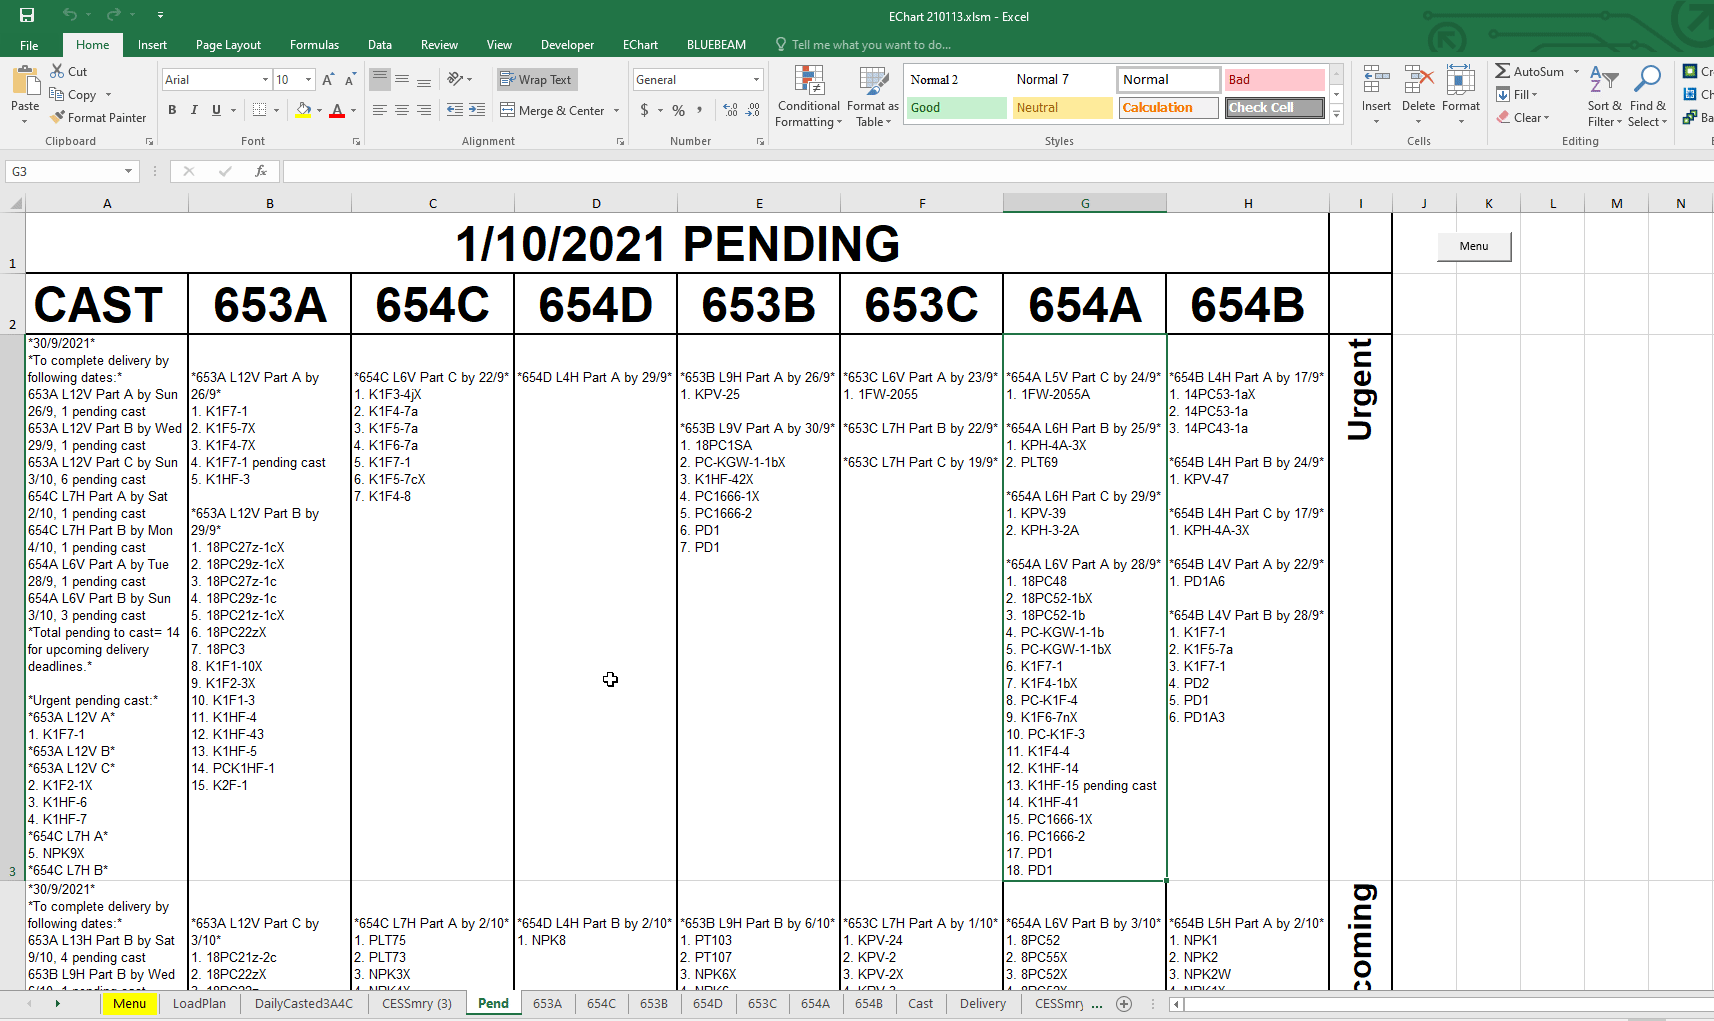 EChart 210113.xlsm - Excel
File Home Insert Page Layout Formulas Data Review View Developer EChart BLUEBEAM Tell me what you want to do...
Paste
Cut
Copy
Format Painter
Clipboard
Arial 10
B I U
Font
Wrap Text
Merge & Center
Alignment
General
$ % ,
Number
Conditional Formatting
Format as Table
Normal 2 Normal 7 Normal Bad
Good Neutral Calculation Check Cell
Styles
Insert Delete Format
Cells
AutoSum
Fill
Clear
Sort & Filter
Find & Select
Editing
G3 fx
A B C D E F G H I J K L M N
1
1/10/2021 PENDING
Menu
2
CAST 653A 654C 654D 653B 653C 654A 654B
3
*30/9/2021*
*To complete delivery by
following dates:*
653A L12V Part A by Sun
26/9, 1 pending cast
653A L12V Part B by Wed
29/9, 1 pending cast
653A L12V Part C by Sun
3/10, 6 pending cast
654C L7H Part A by Sat
2/10, 1 pending cast
654C L7H Part B by Mon
4/10, 1 pending cast
654A L6V Part A by Tue
28/9, 1 pending cast
654A L6V Part B by Sun
3/10, 3 pending cast
*Total pending to cast= 14
for upcoming delivery
deadlines.*
*Urgent pending cast:*
*653A L12V A*
1. K1F7-1
*653A L12V B*
*653A L12V C*
2. K1F2-1X
3. K1HF-6
4. K1HF-7
*654C L7H A*
5. NPK9X
*654C L7H B*
*653A L12V Part A by
26/9*
1. K1F7-1
2. K1F5-7X
3. K1F4-7X
4. K1F7-1 pending cast
5. K1HF-3
*653A L12V Part B by
29/9*
1. 18PC27z-1cX
2. 18PC29z-1cX
3. 18PC27z-1c
4. 18PC29z-1c
5. 18PC21z-1cX
6. 18PC22zX
7. 18PC3
8. K1F1-10X
9. K1F2-3X
10. K1F1-3
11. K1HF-4
12. K1HF-43
13. K1HF-5
14. PCK1HF-1
15. K2F-1
*654C L6V Part C by 22/9*
1. K1F3-4jX
2. K1F4-7a
3. K1F5-7a
4. K1F6-7a
5. K1F7-1
6. K1F5-7cX
7. K1F4-8
*654D L4H Part A by 29/9*
*653B L9H Part A by 26/9*
1. KPV-25
*653B L9V Part A by 30/9*
1. 18PC1SA
2. PC-KGW-1-1bX
3. K1HF-42X
4. PC1666-1X
5. PC1666-2
6. PD1
7. PD1
*653C L6V Part A by 23/9*
1. 1FW-2055
*653C L7H Part B by 22/9*
*653C L7H Part C by 19/9*
*654A L5V Part C by 24/9*
1. 1FW-2055A
*654A L6H Part B by 25/9*
1. KPH-4A-3X
2. PLT69
*654A L6H Part C by 29/9*
1. KPV-39
2. KPH-3-2A
*654A L6V Part A by 28/9*
1. 18PC48
2. 18PC52-1bX
3. 18PC52-1b
4. PC-KGW-1-1b
5. PC-KGW-1-1bX
6. K1F7-1
7. K1F4-1bX
8. PC-K1F-4
9. K1F6-7nX
10. PC-K1F-3
11. K1F4-4
12. K1HF-14
13. K1HF-15 pending cast
14. K1HF-41
15. PC1666-1X
16. PC1666-2
17. PD1
18. PD1
*654B L4H Part A by 17/9*
1. 14PC53-1aX
2. 14PC53-1a
3. 14PC43-1a
*654B L4H Part B by 24/9*
1. KPV-47
*654B L4H Part C by 17/9*
1. KPH-4A-3X
*654B L4V Part A by 22/9*
1. PD1A6
*654B L4V Part B by 28/9*
1. K1F7-1
2. K1F5-7a
3. K1F7-1
4. PD2
5. PD1
6. PD1A3
Urgent
*30/9/2021*
*To complete delivery by
following dates:*
653A L13H Part B by Sat
9/10, 4 pending cast
653B L9H Part B by Wed
*653A L12V Part C by
3/10*
1. 18PC21z-2c
2. 18PC22zX
*654C L7H Part A by 2/10*
1. PLT75
2. PLT73
3. NPK3X
*654D L4H Part B by 2/10*
1. NPK8
*653B L9H Part B by 6/10*
1. PT103
2. PT107
3. NPK6X
*653C L7H Part A by 1/10*
1. KPV-24
2. KPV-2
3. KPV-2X
*654A L6V Part B by 3/10*
1. 8PC52
2. 8PC55X
3. 8PC52X
*654B L5H Part A by 2/10*
1. NPK1
2. NPK2
3. NPK2W
coming
Menu LoadPlan DailyCasted3A4C CESSmry (3) Pend 653A 654C 653B 654D 653C 654A 654B Cast Delivery CESSmry ...